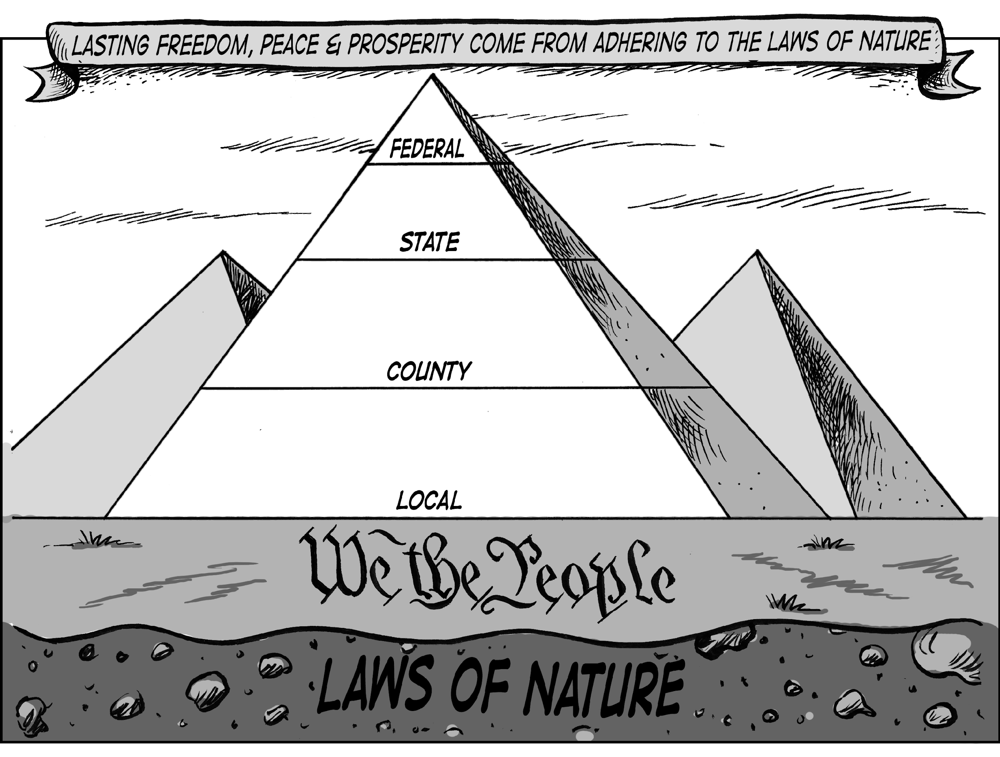 LASTING FREEDOM, PEACE & PROSPERITY COME FROM ADHERING TO THE LAWS OF NATURE
FEDERAL
STATE
COUNTY
LOCAL
We the People
LAWS OF NATURE